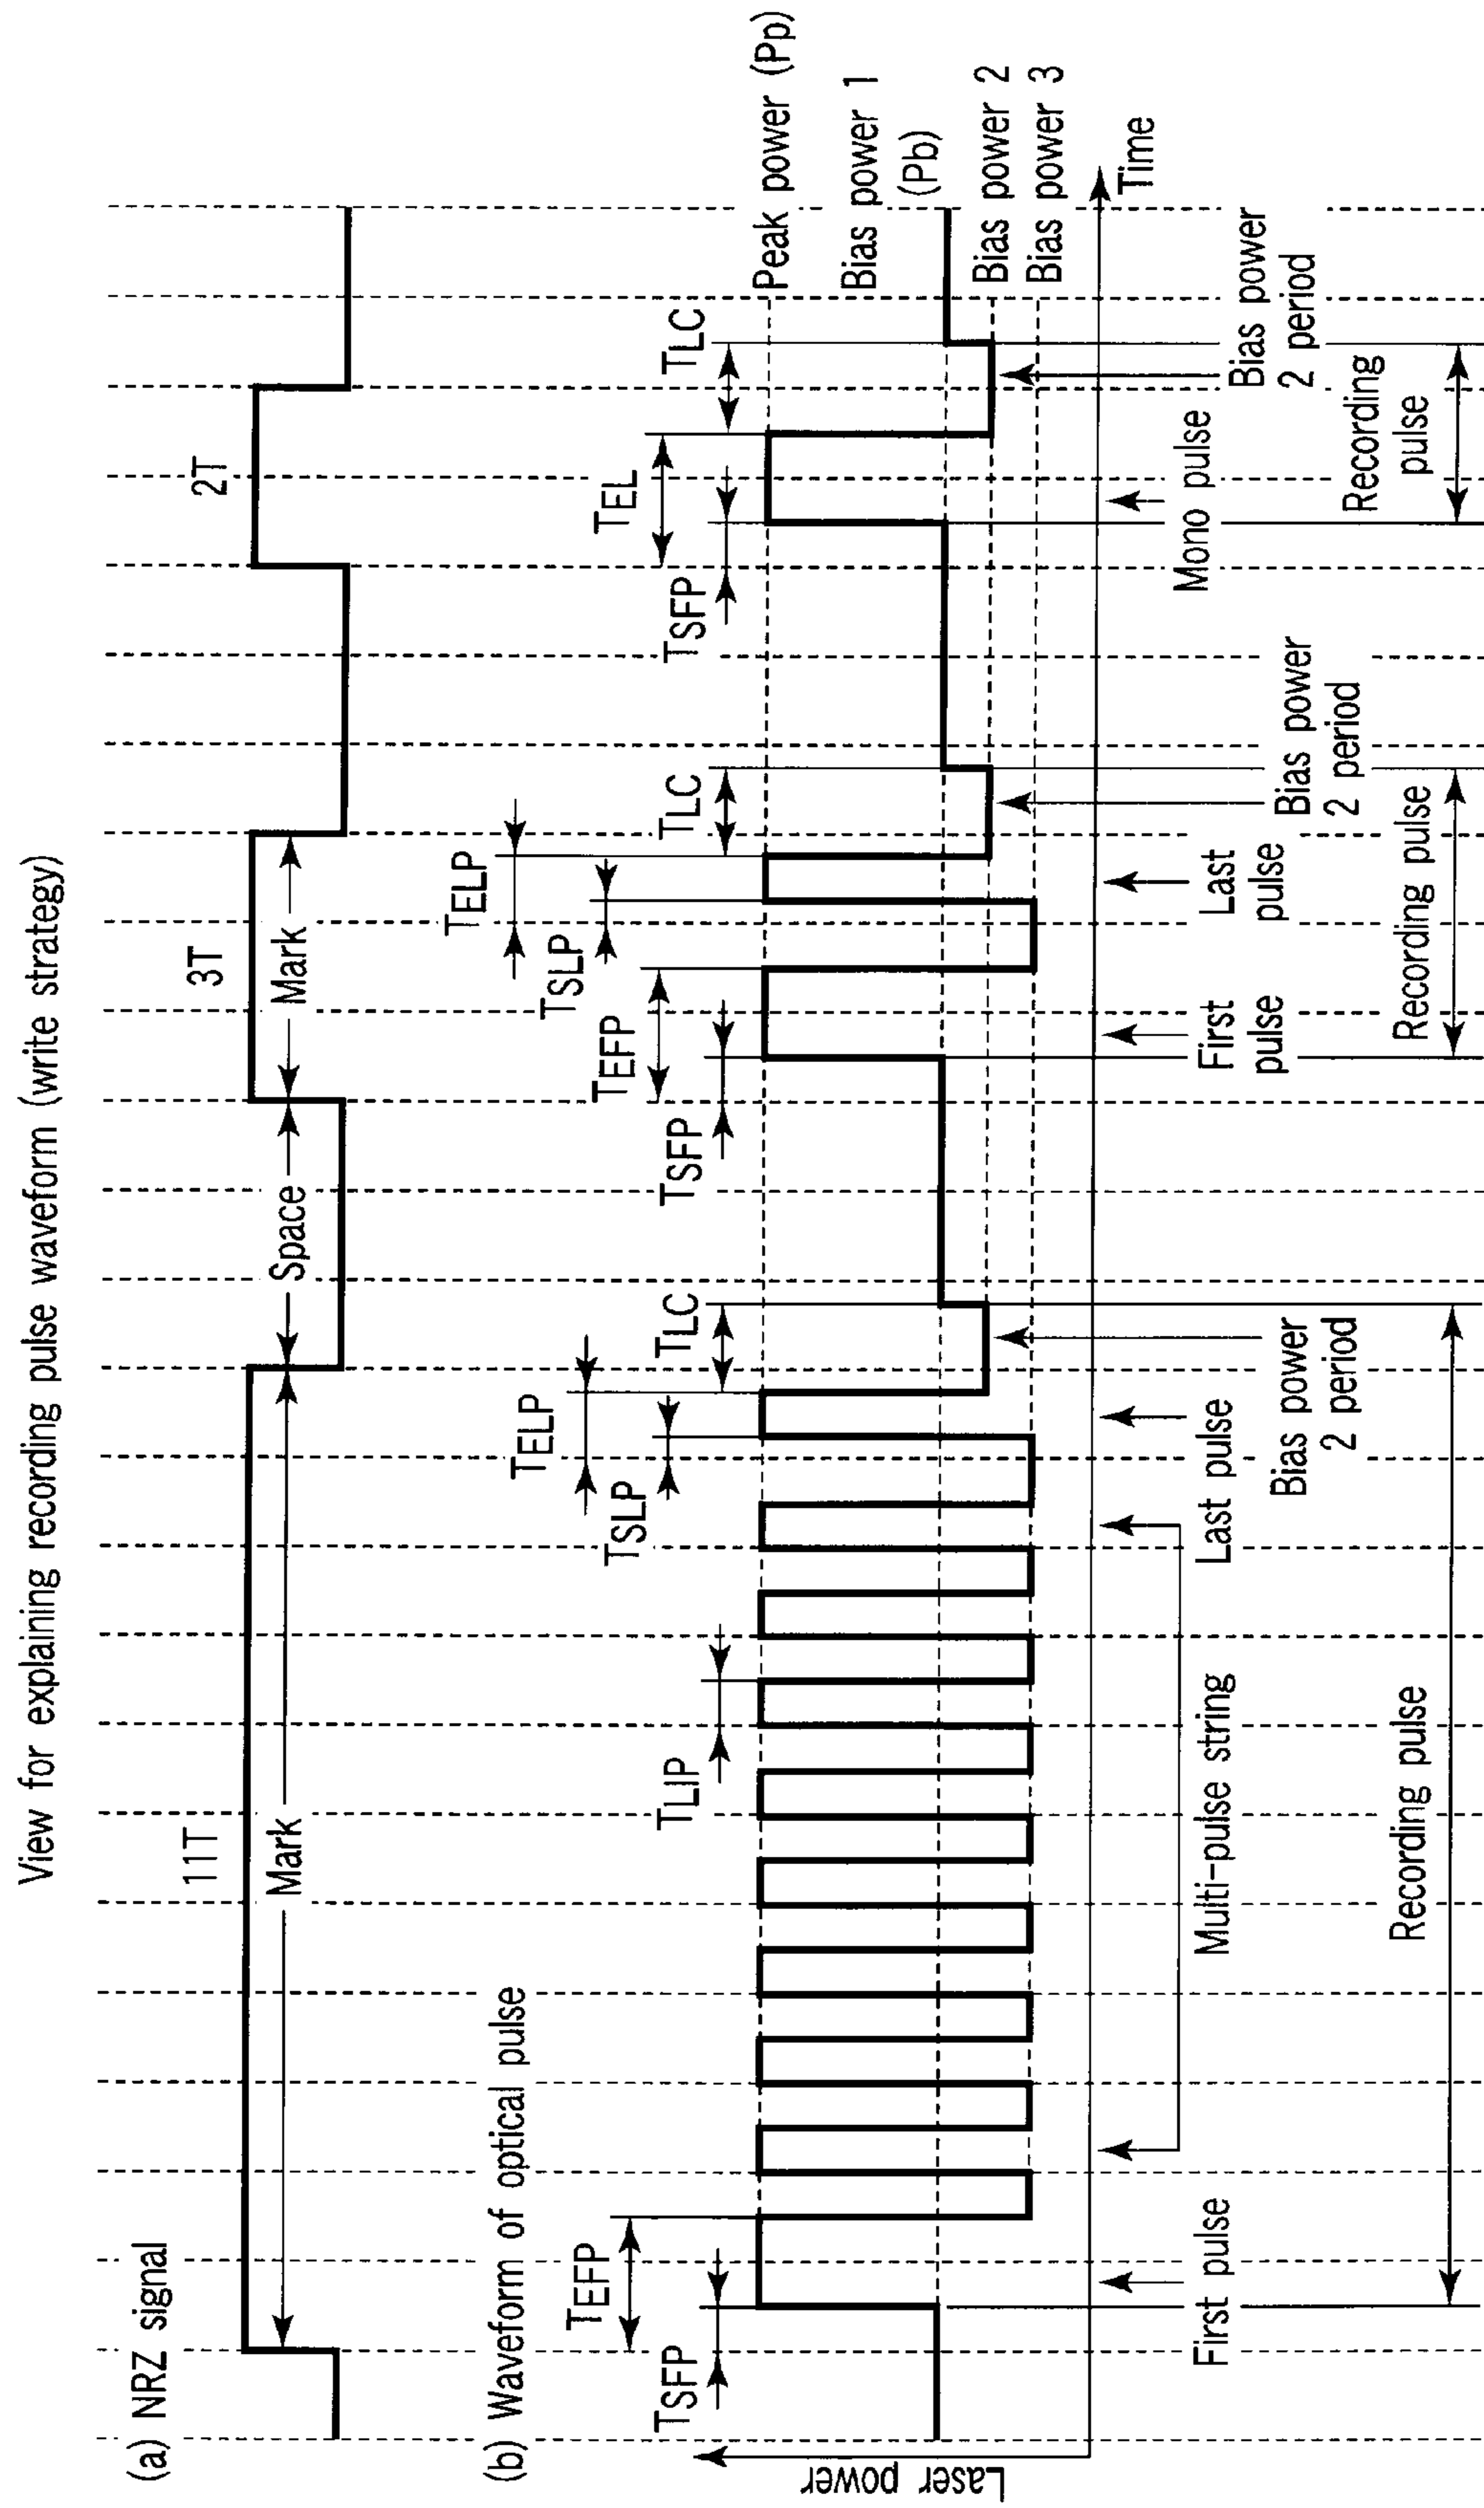 View for explaining recording pulse waveform (write strategy)
(a) NRZ signal
11T
3T
2T
Mark
Space
Mark
(b) Waveform of optical pulse
TELP
TELP
TEFP
TSLP
TEFP
TSLP
TEL
TSFP
TLIP
TLC
TSFP
TLC
TSFP
TLC
Laser power
Peak power (Pp)
Bias power 1
(Pb)
Bias power 2
Bias power 3
Time
First pulse
Multi-pulse string
Last pulse
Bias power
2 period
First
pulse
Last
pulse
Bias power
2 period
Mono pulse
Bias power
2 period
Recording pulse
Recording pulse
Recording
pulse